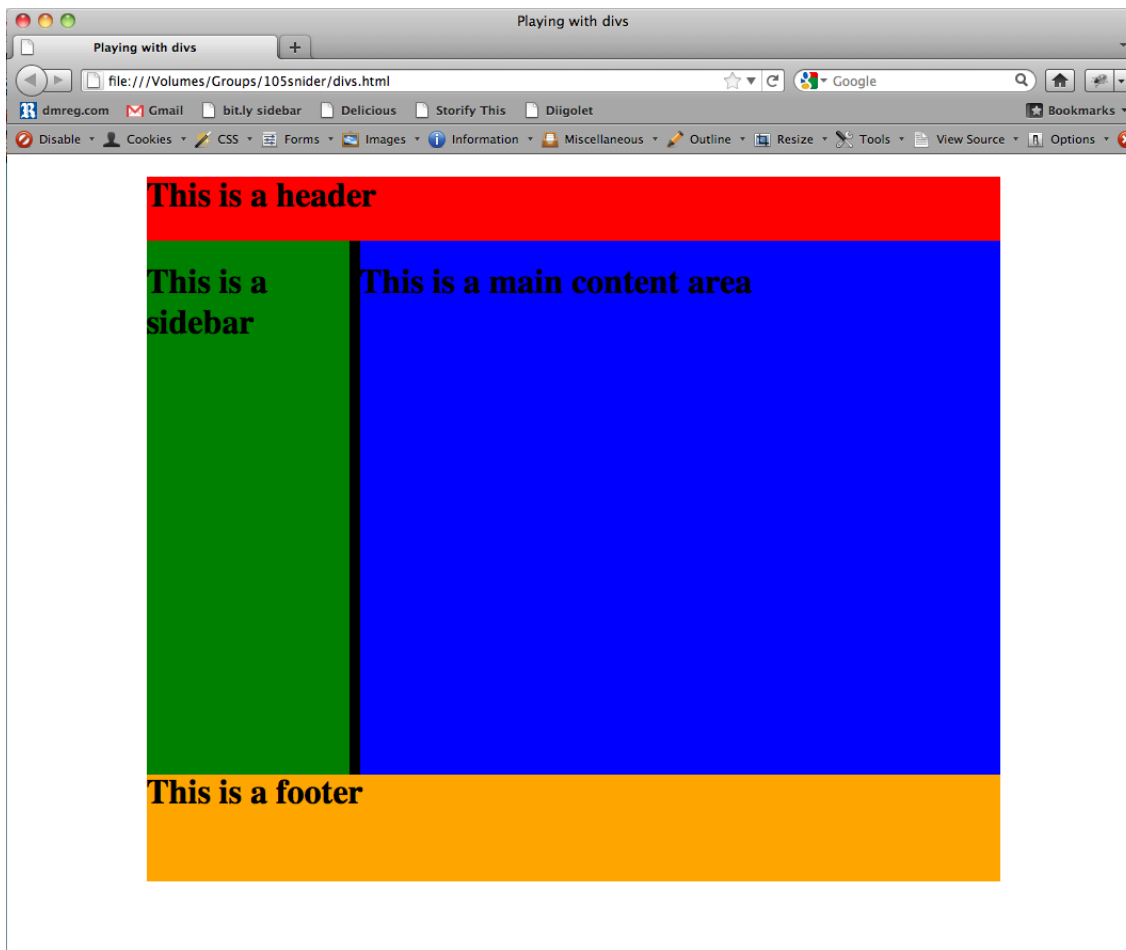 Playing with divs
Playing with divs
file:///Volumes/Groups/105snider/divs.html Google
dmreg.com Gmail bit.ly sidebar Delicious Storify This Diigolet Bookmarks
Disable Cookies CSS Forms Images Information Miscellaneous Outline Resize Tools View Source Options
This is a header
This is a
sidebar
This is a main content area
This is a footer